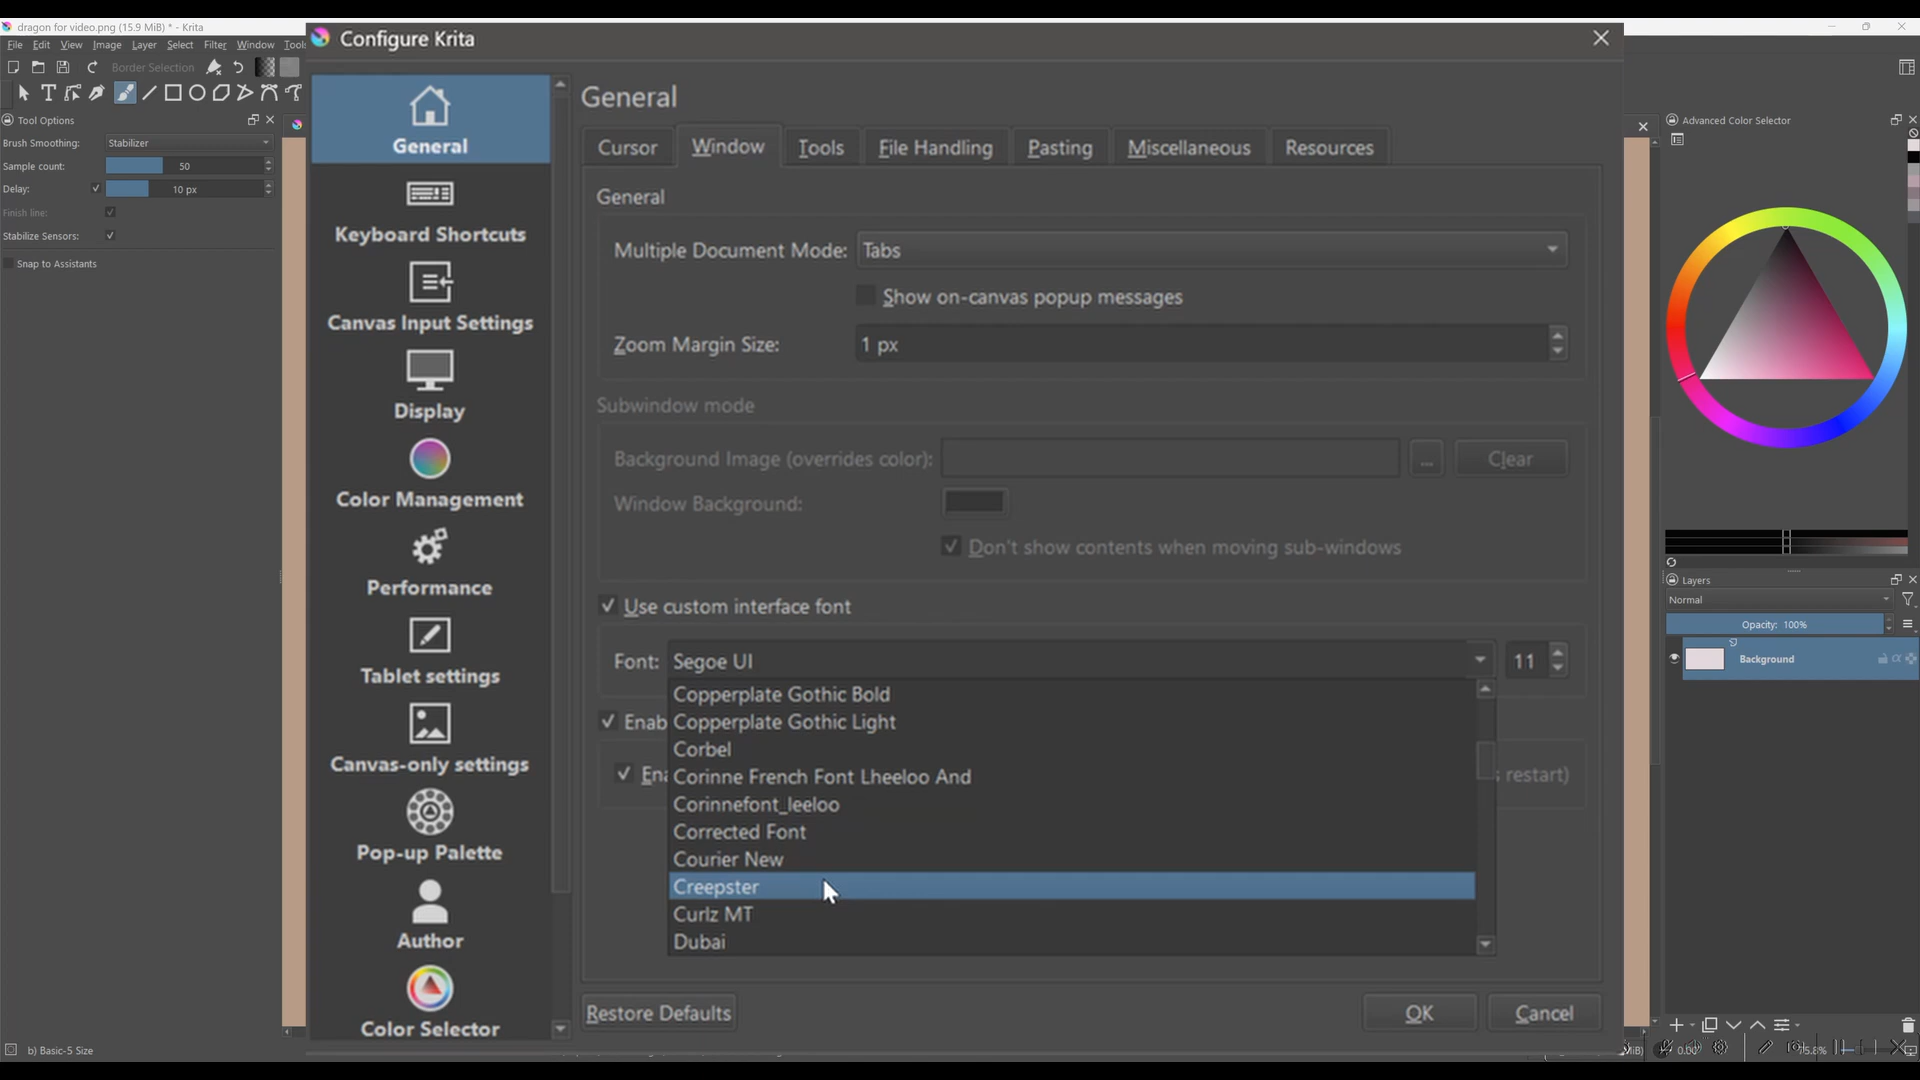 dragon for video.png (15.9 MiB) * - Krita
File Edit View Image Layer Select Filter Window Tools
Border Selection
Tool Options
Brush Smoothing: Stabilizer
Sample count: 50
Delay: 10 px
Finish line:
Stabilize Sensors:
Snap to Assistants
b) Basic-5 Size
Configure Krita
General
Keyboard Shortcuts
Canvas Input Settings
Display
Color Management
Performance
Tablet settings
Canvas-only settings
Pop-up Palette
Author
Color Selector
General
Cursor Window Tools File Handling Pasting Miscellaneous Resources
General
Multiple Document Mode: Tabs
Show on-canvas popup messages
Zoom Margin Size: 1 px
Subwindow mode
Background Image (overrides color): ... Clear
Window Background:
Don't show contents when moving sub-windows
Use custom interface font
Font: Segoe UI 11
Copperplate Gothic Bold
Enab Copperplate Gothic Light
Corbel
Ena Corinne French Font Lheeloo And s restart)
Corinnefont_leeloo
Corrected Font
Courier New
Creepster
Curlz MT
Dubai
Restore Defaults OK Cancel
Advanced Color Selector
Layers
Normal
Opacity: 100%
Background